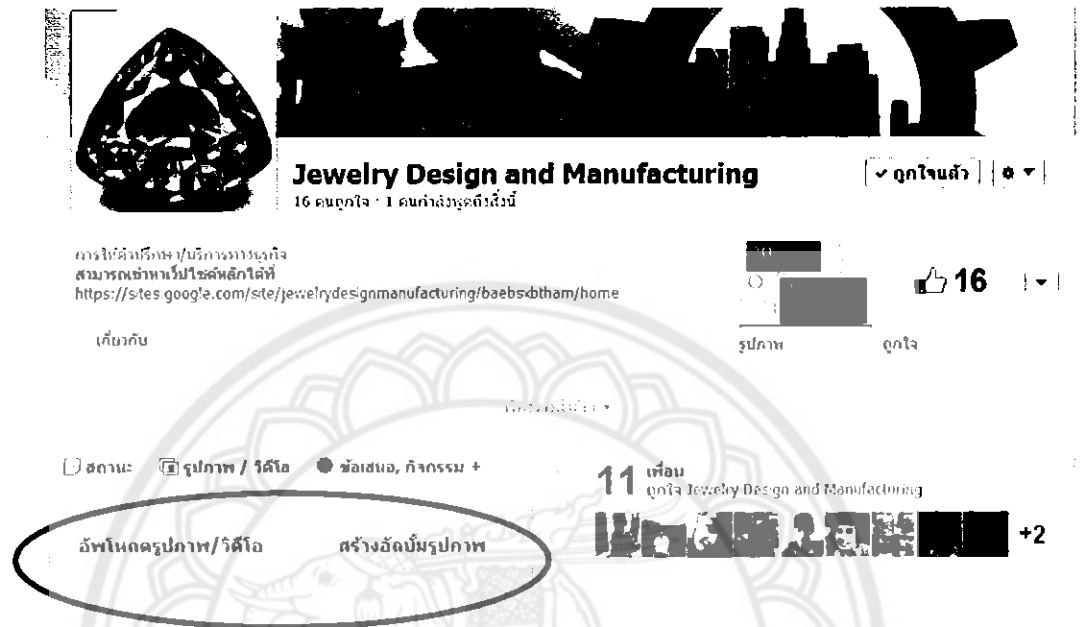 Jewelry Design and Manufacturing
✓ ถูกใจแล้ว
16 คนถูกใจ · 1 คนกำลังพูดถึงสิ่งนี้
การให้คำปรึกษา/บริการทางธุรกิจ
สามารถเข้าหาเว็ปไซต์หลักได้ที่
https://sites.google.com/site/jewelrydesignmanufacturing/baebsxbtham/home
16
เกี่ยวกับ
รูปภาพ
ถูกใจ
สถานะ รูปภาพ / วิดีโอ ข้อเสนอ, กิจกรรม +
11 เพื่อน
ถูกใจ Jewelry Design and Manufacturing
อัพโหลดรูปภาพ/วิดีโอ สร้างอัลบั้มรูปภาพ
+2